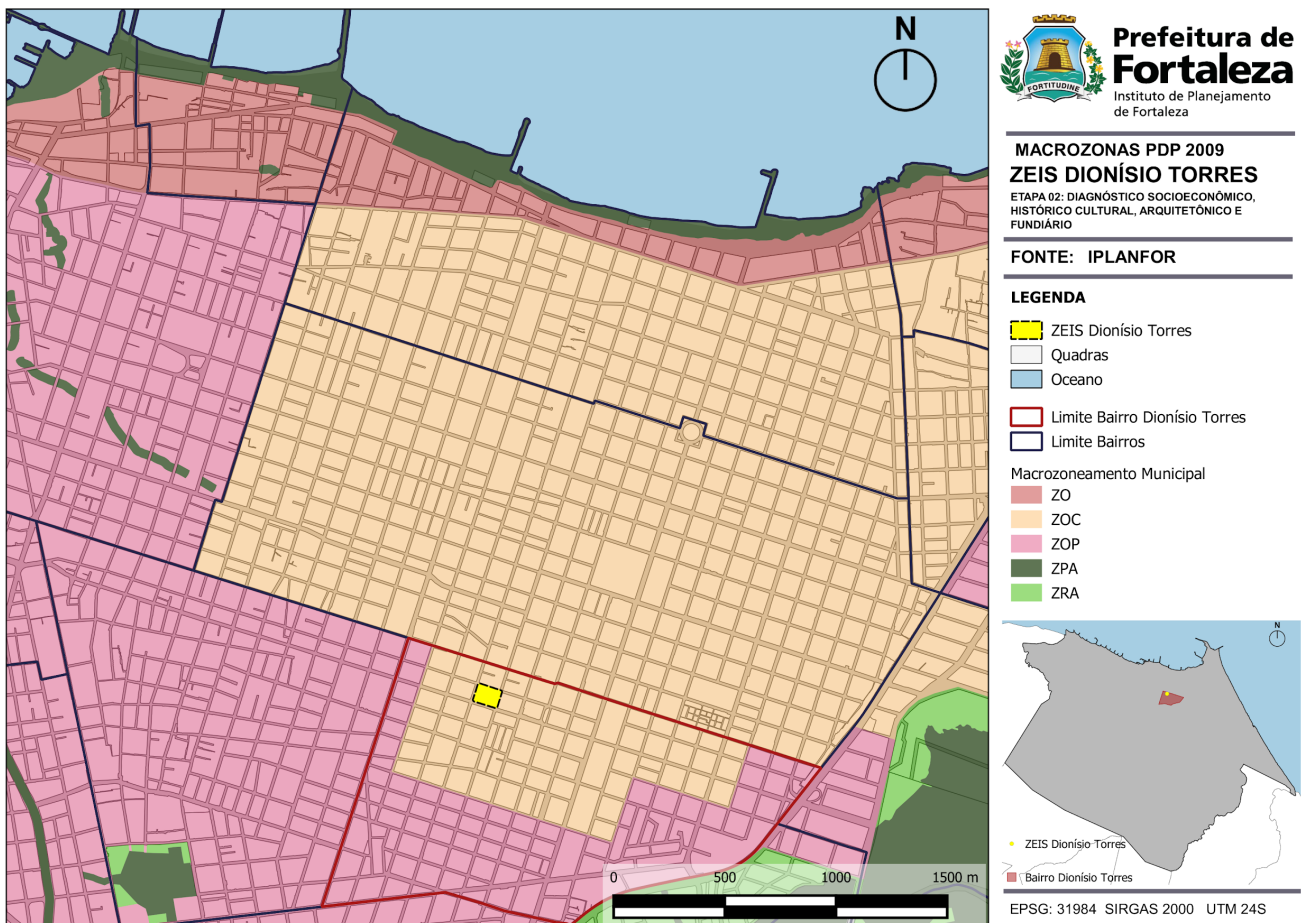 N
Prefeitura de
Fortaleza
Instituto de Planejamento
de Fortaleza
FORTITUDINE
MACROZONAS PDP 2009
ZEIS DIONÍSIO TORRES
ETAPA 02: DIAGNÓSTICO SOCIOECONÔMICO,
HISTÓRICO CULTURAL, ARQUITETÔNICO E
FUNDIÁRIO
FONTE: IPLANFOR
LEGENDA
ZEIS Dionísio Torres
Quadras
Oceano
Limite Bairro Dionísio Torres
Limite Bairros
Macrozoneamento Municipal
ZO
ZOC
ZOP
ZPA
ZRA
N
ZEIS Dionísio Torres
Bairro Dionísio Torres
0 500 1000 1500 m
EPSG: 31984 SIRGAS 2000 UTM 24S